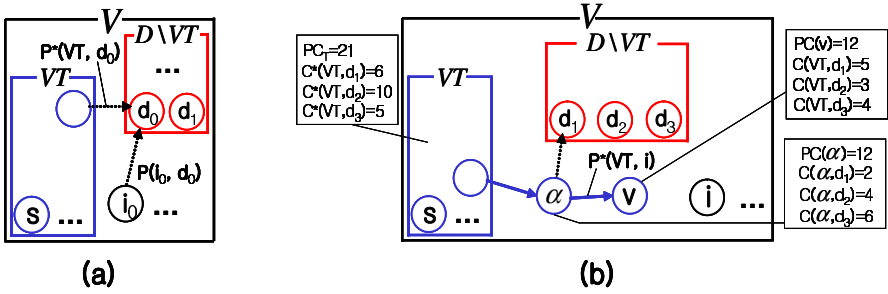 V
D\VT
P*(VT, d0)
...
VT
d0 d1
P(i0, d0)
s ... i0 ...
(a)
V
PCT=21
C*(VT,d1)=6
C*(VT,d2)=10
C*(VT,d3)=5
D\VT
VT
d1 d2 d3
PC(v)=12
C(VT,d1)=5
C(VT,d2)=3
C(VT,d3)=4
P*(VT, i)
s ... α v i ...
PC(α)=12
C(α,d1)=2
C(α,d2)=4
C(α,d3)=6
(b)